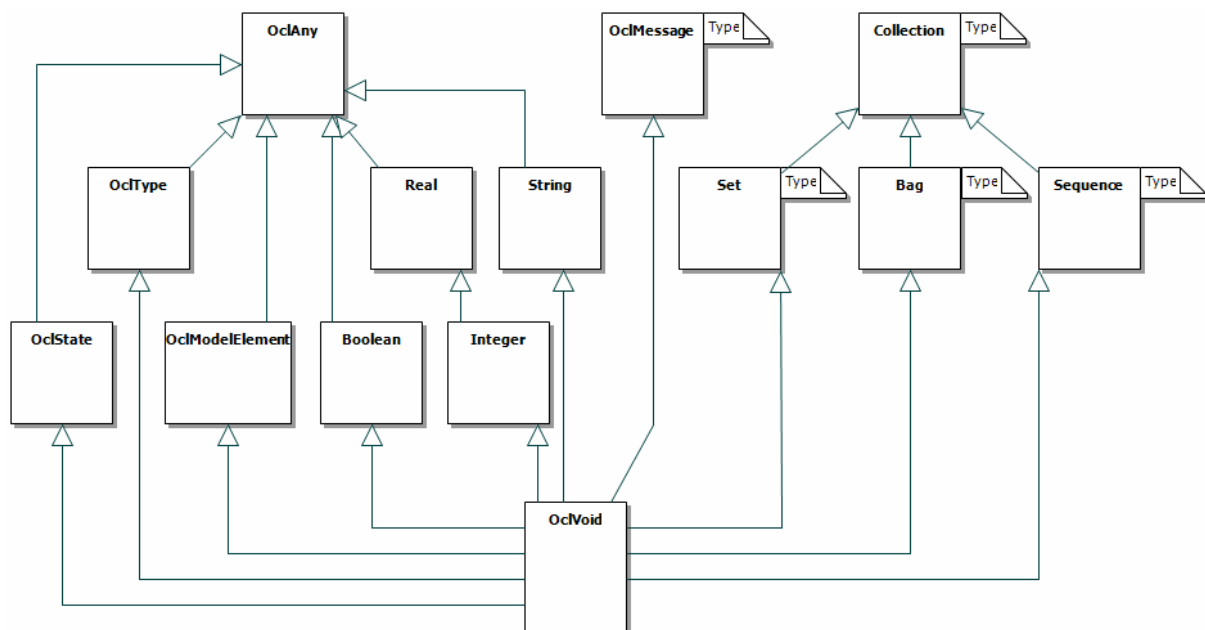 OclAny
OclMessage
Type
Collection
Type
OclType
Real
String
Set
Type
Bag
Type
Sequence
Type
OclState
OclModelElement
Boolean
Integer
OclVoid